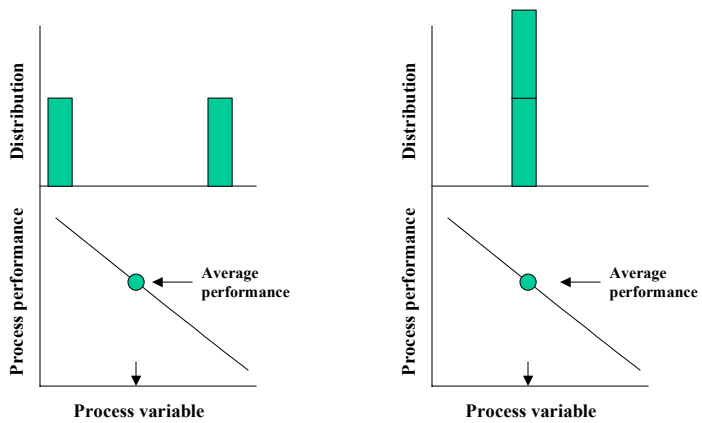 Distribution
Process performance
Average
performance
Process variable
Distribution
Process performance
Average
performance
Process variable